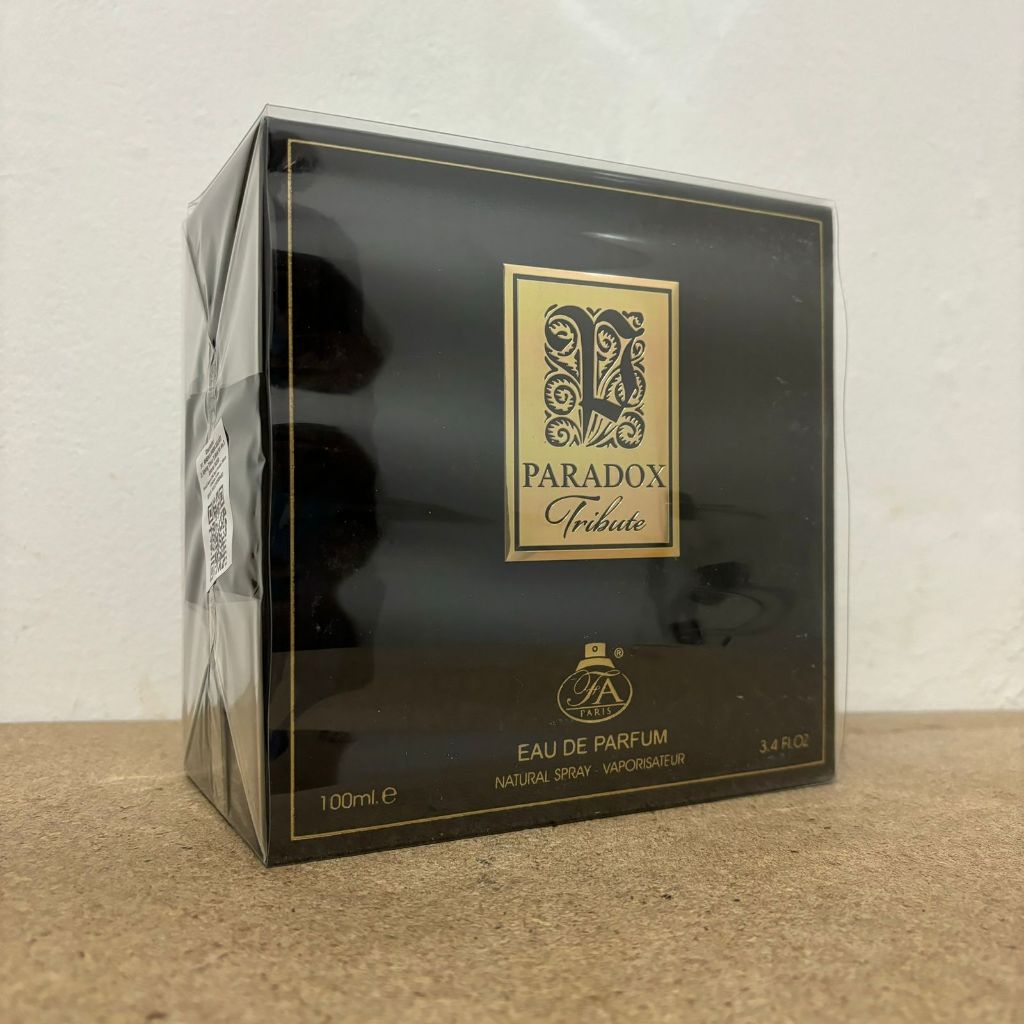 PARADOX
Tribute
®
FA
PARIS
EAU DE PARFUM
NATURAL SPRAY - VAPORISATEUR
100ml. e
3.4 FL OZ